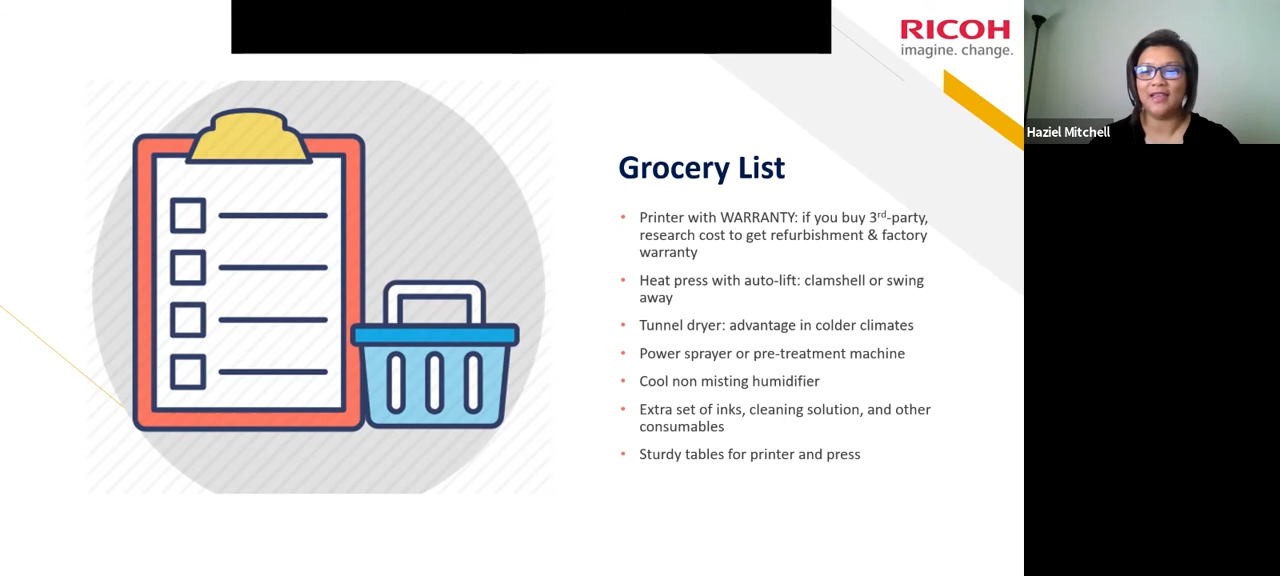 RICOH
imagine. change.
Haziel Mitchell
Grocery List
• Printer with WARRANTY: if you buy 3rd-party,
research cost to get refurbishment & factory
warranty
• Heat press with auto-lift: clamshell or swing
away
• Tunnel dryer: advantage in colder climates
• Power sprayer or pre-treatment machine
• Cool non misting humidifier
• Extra set of inks, cleaning solution, and other
consumables
• Sturdy tables for printer and press